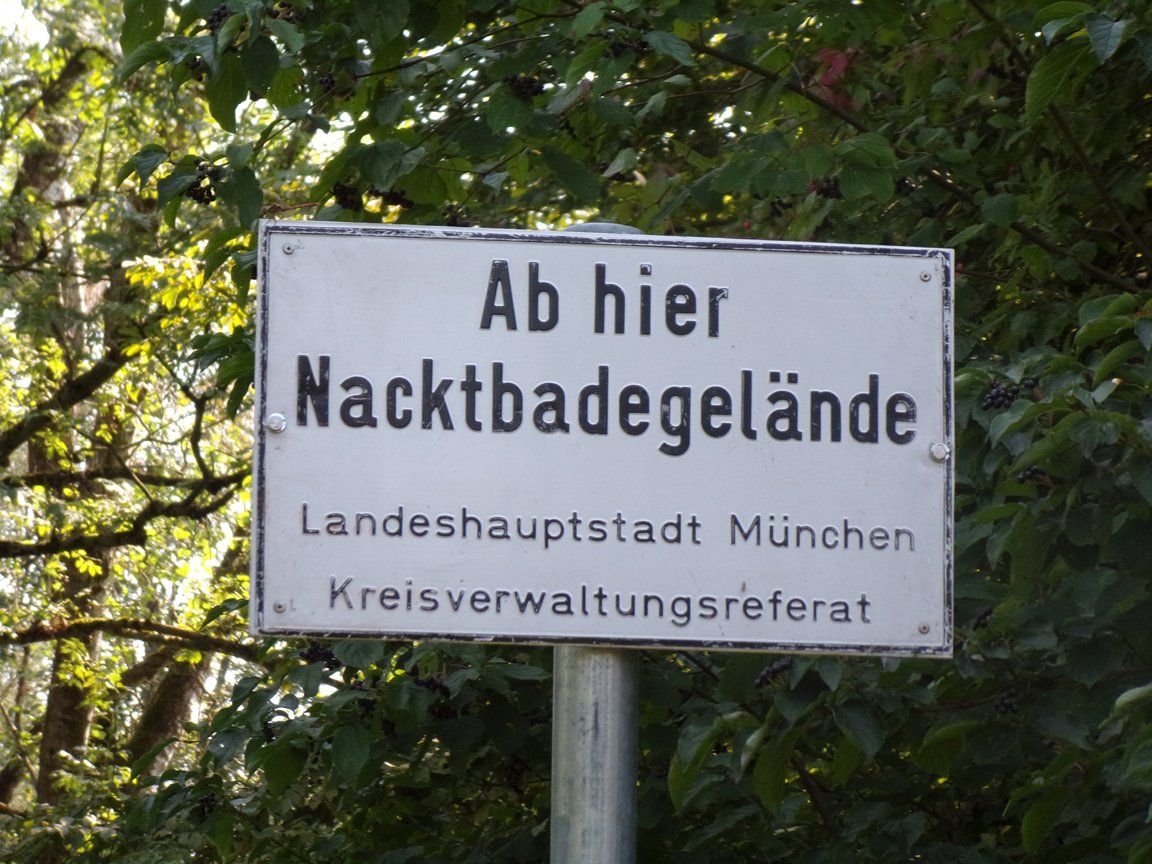 Ab hier
Nacktbadegelände
Landeshauptstadt München
Kreisverwaltungsreferat